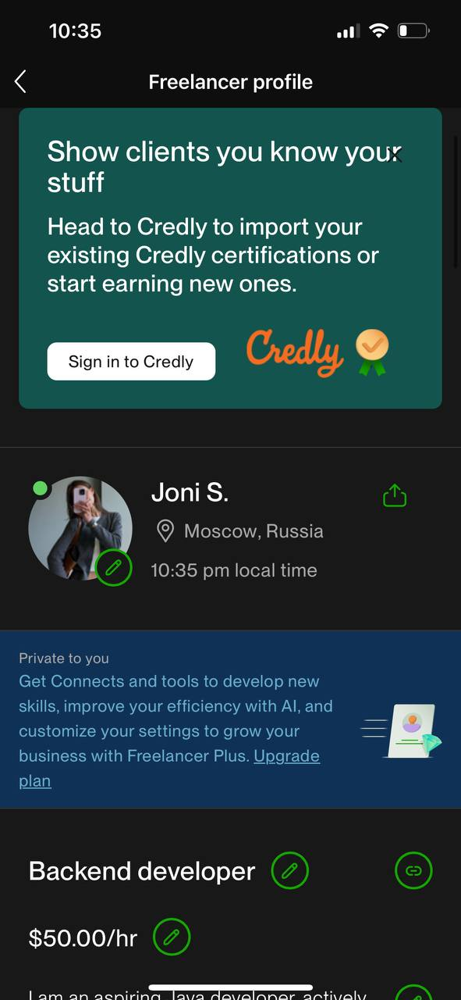 10:35
Freelancer profile
Show clients you know your
stuff
Head to Credly to import your
existing Credly certifications or
start earning new ones.
Sign in to Credly
Credly
Joni S.
Moscow, Russia
10:35 pm local time
Private to you
Get Connects and tools to develop new
skills, improve your efficiency with AI, and
customize your settings to grow your
business with Freelancer Plus. Upgrade
plan
Backend developer
$50.00/hr
I am an aspiring Java developer, actively